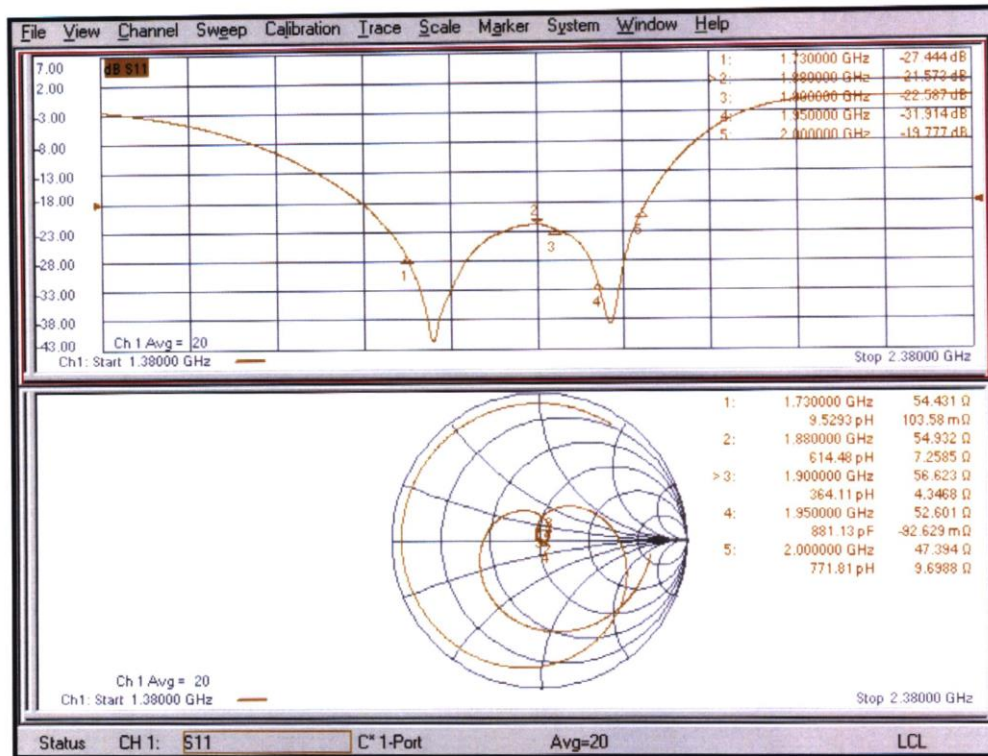 File View Channel Sweep Calibration Trace Scale Marker System Window Help
7.00
2.00
-3.00
-8.00
-13.00
-18.00
-23.00
-28.00
-33.00
-38.00
-43.00
dB S11
1: 1.730000 GHz -27.444 dB
>2: 1.880000 GHz -21.573 dB
3: 1.900000 GHz -22.587 dB
4: 1.950000 GHz -31.914 dB
5: 2.000000 GHz -19.777 dB
1
2
3
4
5
Ch 1 Avg = 20
Ch1: Start 1.38000 GHz
Stop 2.38000 GHz
1: 1.730000 GHz 54.431 Ω
9.5293 pH 103.58 mΩ
2: 1.880000 GHz 54.932 Ω
614.48 pH 7.2585 Ω
>3: 1.900000 GHz 56.623 Ω
364.11 pH 4.3468 Ω
4: 1.950000 GHz 52.601 Ω
881.13 pF -92.629 mΩ
5: 2.000000 GHz 47.394 Ω
771.81 pH 9.6988 Ω
4
Ch 1 Avg = 20
Ch1: Start 1.38000 GHz
Stop 2.38000 GHz
Status CH 1: S11 C* 1-Port Avg=20 LCL